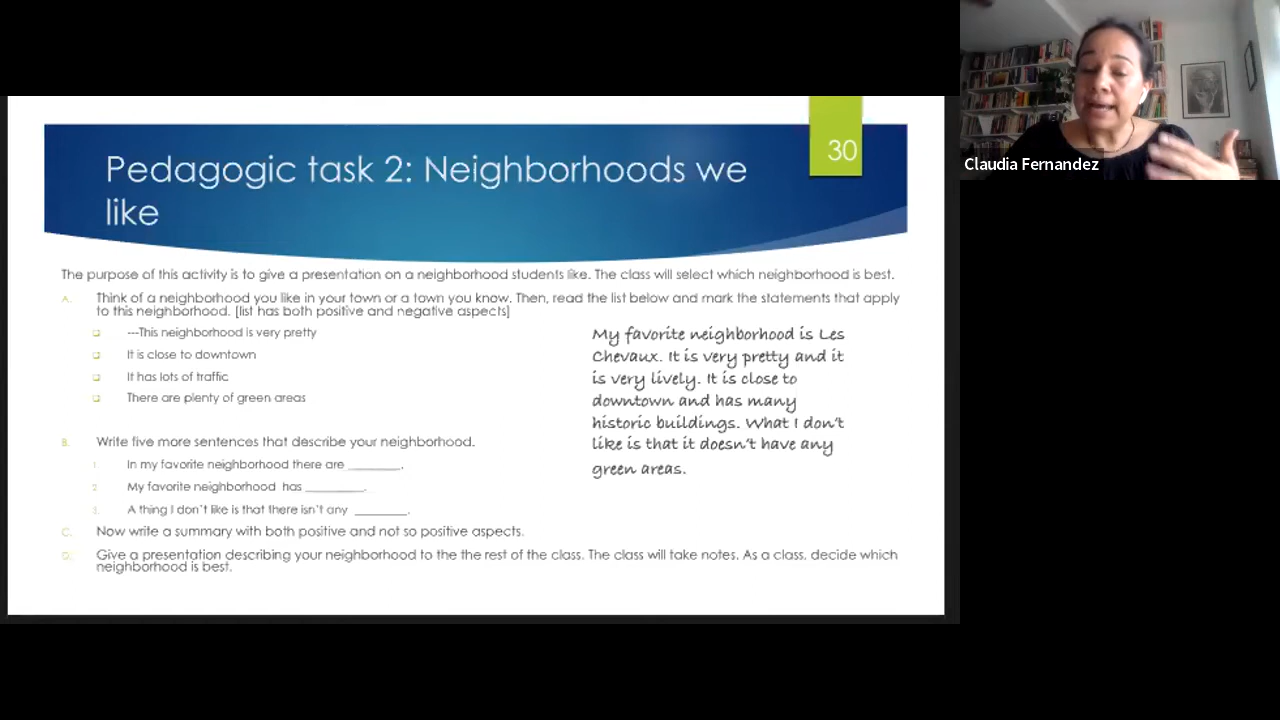 Pedagogic task 2: Neighborhoods we
like
30
Claudia Fernandez
The purpose of this activity is to give a presentation on a neighborhood students like. The class will select which neighborhood is best.
A. Think of a neighborhood you like in your town or a town you know. Then, read the list below and mark the statements that apply
to this neighborhood. [list has both positive and negative aspects]
---This neighborhood is very pretty
It is close to downtown
It has lots of traffic
There are plenty of green areas
My favorite neighborhood is Les
Chevaux. It is very pretty and it
is very lively. It is close to
downtown and has many
historic buildings. What I don't
like is that it doesn't have any
green areas.
B. Write five more sentences that describe your neighborhood.
1. In my favorite neighborhood there are ________.
2. My favorite neighborhood has _________.
3. A thing I don't like is that there isn't any ________.
C. Now write a summary with both positive and not so positive aspects.
D. Give a presentation describing your neighborhood to the the rest of the class. The class will take notes. As a class, decide which
neighborhood is best.